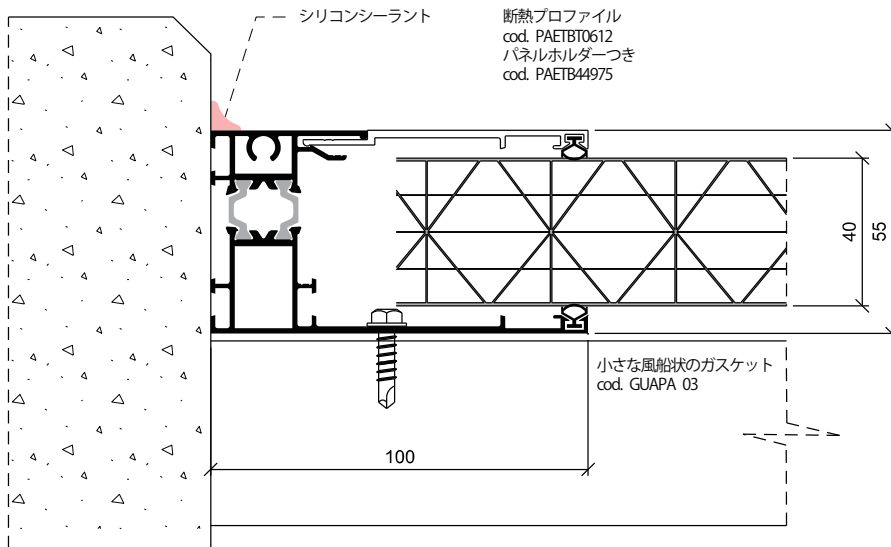 シリコンシーラント
断熱プロファイル
cod. PAETBT0612
パネルホルダーつき
cod. PAETB44975
40
55
小さな風船状のガスケット
cod. GUAPA 03
100